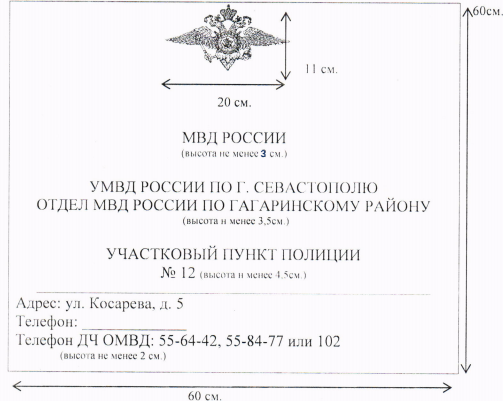 60см.
11 см.
20 см.
МВД РОССИИ
(высота не менее 3 см.)
УМВД РОССИИ ПО Г. СЕВАСТОПОЛЮ
ОТДЕЛ МВД РОССИИ ПО ГАГАРИНСКОМУ РАЙОНУ
(высота н менее 3,5см.)
УЧАСТКОВЫЙ ПУНКТ ПОЛИЦИИ
№ 12 (высота н менее 4.5см.)
Адрес: ул. Косарева, д. 5
Телефон: ______________
Телефон ДЧ ОМВД: 55-64-42, 55-84-77 или 102
(высота не менее 2 см.)
60 см.